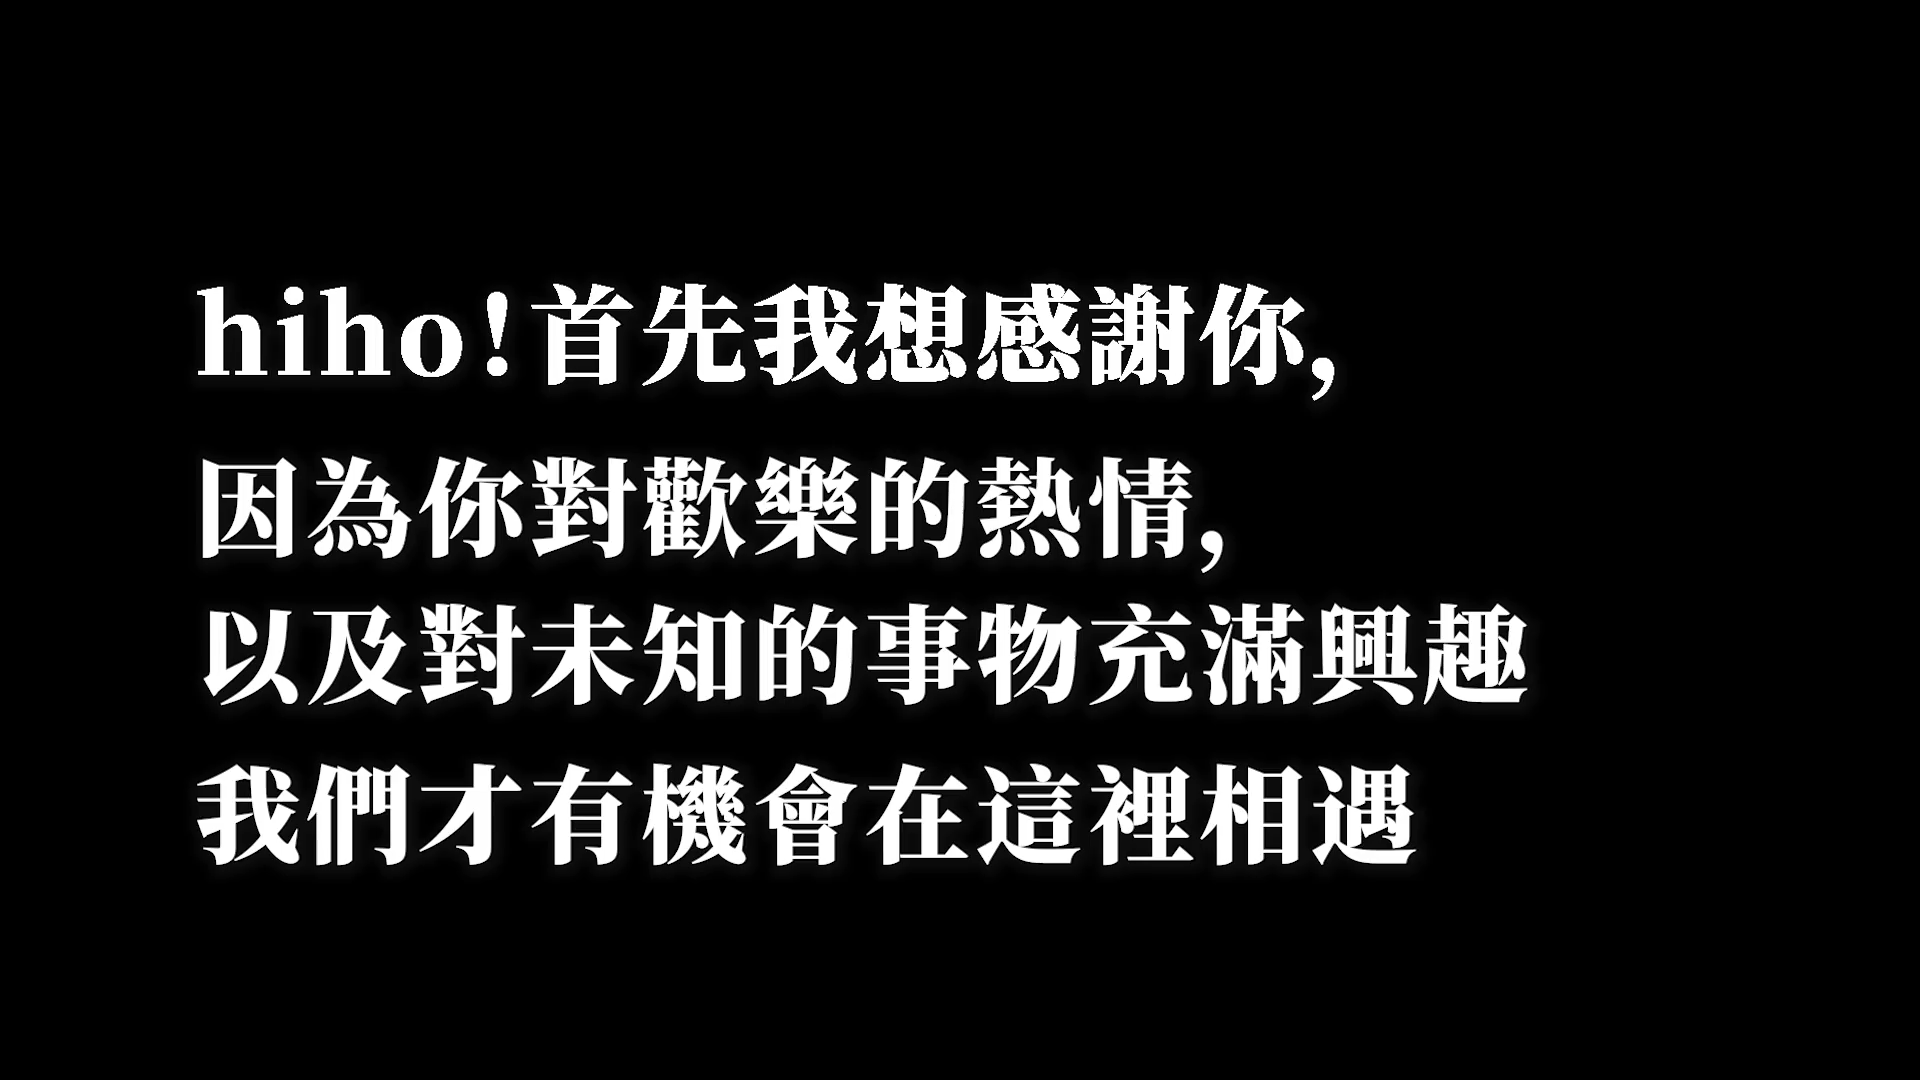 hiho!首先我想感謝你,
因為你對歡樂的熱情,
以及對未知的事物充滿興趣
我們才有機會在這裡相遇